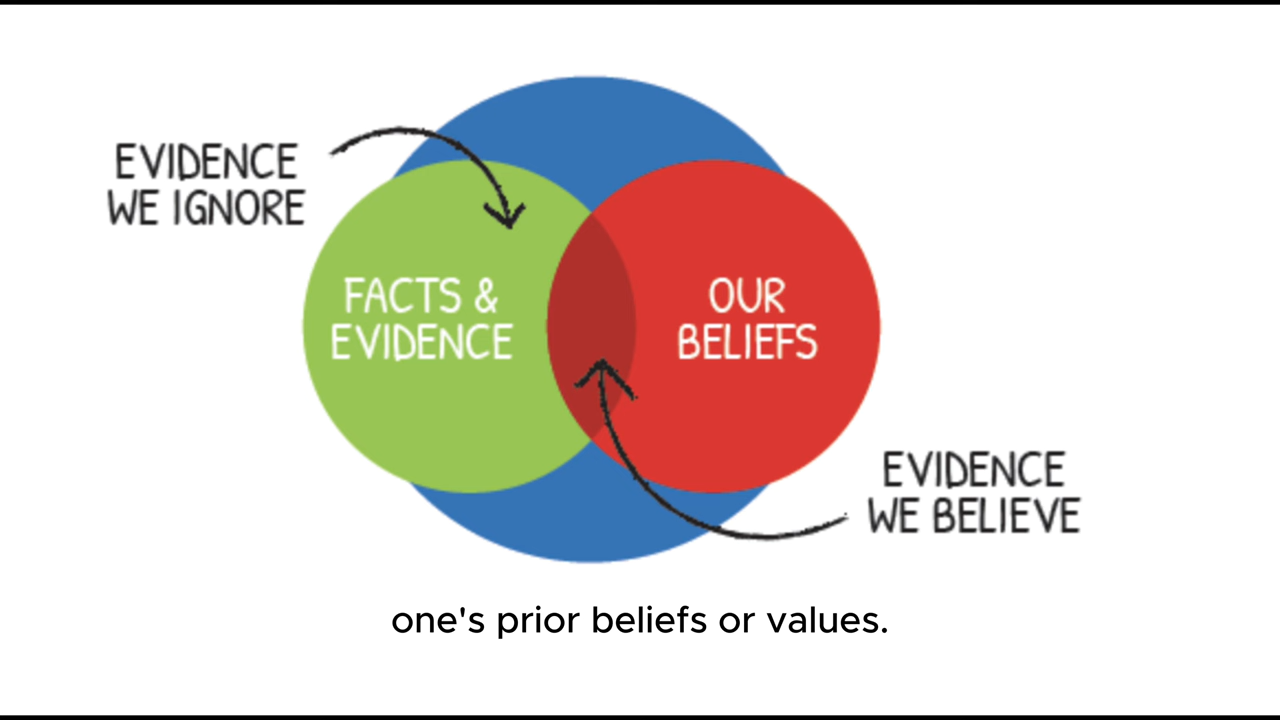 EVIDENCE
WE IGNORE
FACTS &
EVIDENCE
OUR
BELIEFS
EVIDENCE
WE BELIEVE
one's prior beliefs or values.